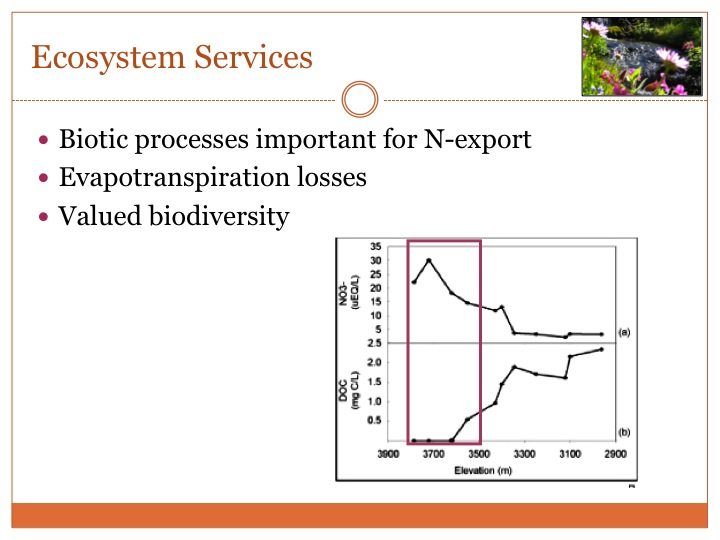 Ecosystem Services
• Biotic processes important for N-export
• Evapotranspiration losses
• Valued biodiversity
35
30
25
20
15
10
5
NO3-
(uEQ/L)
(a)
2.5
2.0
1.5
1.0
0.5
DOC
(mg C/L)
(b)
3900 3700 3500 3300 3100 2900
Elevation (m)